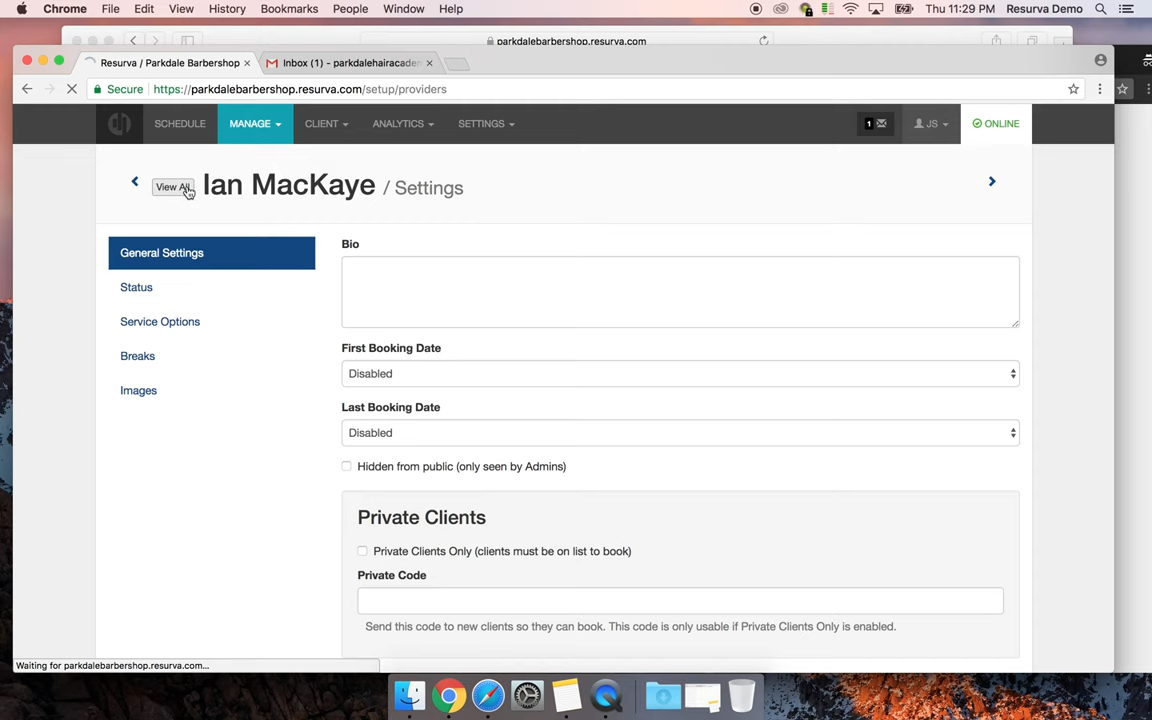 Chrome File Edit View History Bookmarks People Window Help Thu 11:29 PM Resurva Demo
parkdalebarbershop.resurva.com
Resurva / Parkdale Barbershop Inbox (1) - parkdalehairacaden
Secure https://parkdalebarbershop.resurva.com/setup/providers
SCHEDULE MANAGE CLIENT ANALYTICS SETTINGS 1 JS ONLINE
View All Ian MacKaye / Settings
General Settings
Status
Service Options
Breaks
Images
Bio
First Booking Date
Disabled
Last Booking Date
Disabled
Hidden from public (only seen by Admins)
Private Clients
Private Clients Only (clients must be on list to book)
Private Code
Send this code to new clients so they can book. This code is only usable if Private Clients Only is enabled.
Waiting for parkdalebarbershop.resurva.com...